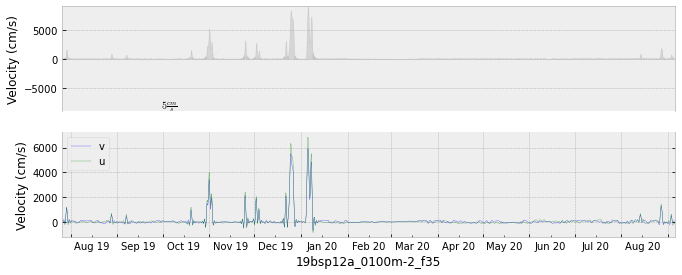 Velocity (cm/s)
5000
0
−5000
5 cm/s
Velocity (cm/s)
6000
4000
2000
0
v
u
Aug 19 Sep 19 Oct 19 Nov 19 Dec 19 Jan 20 Feb 20 Mar 20 Apr 20 May 20 Jun 20 Jul 20 Aug 20
19bsp12a_0100m-2_f35